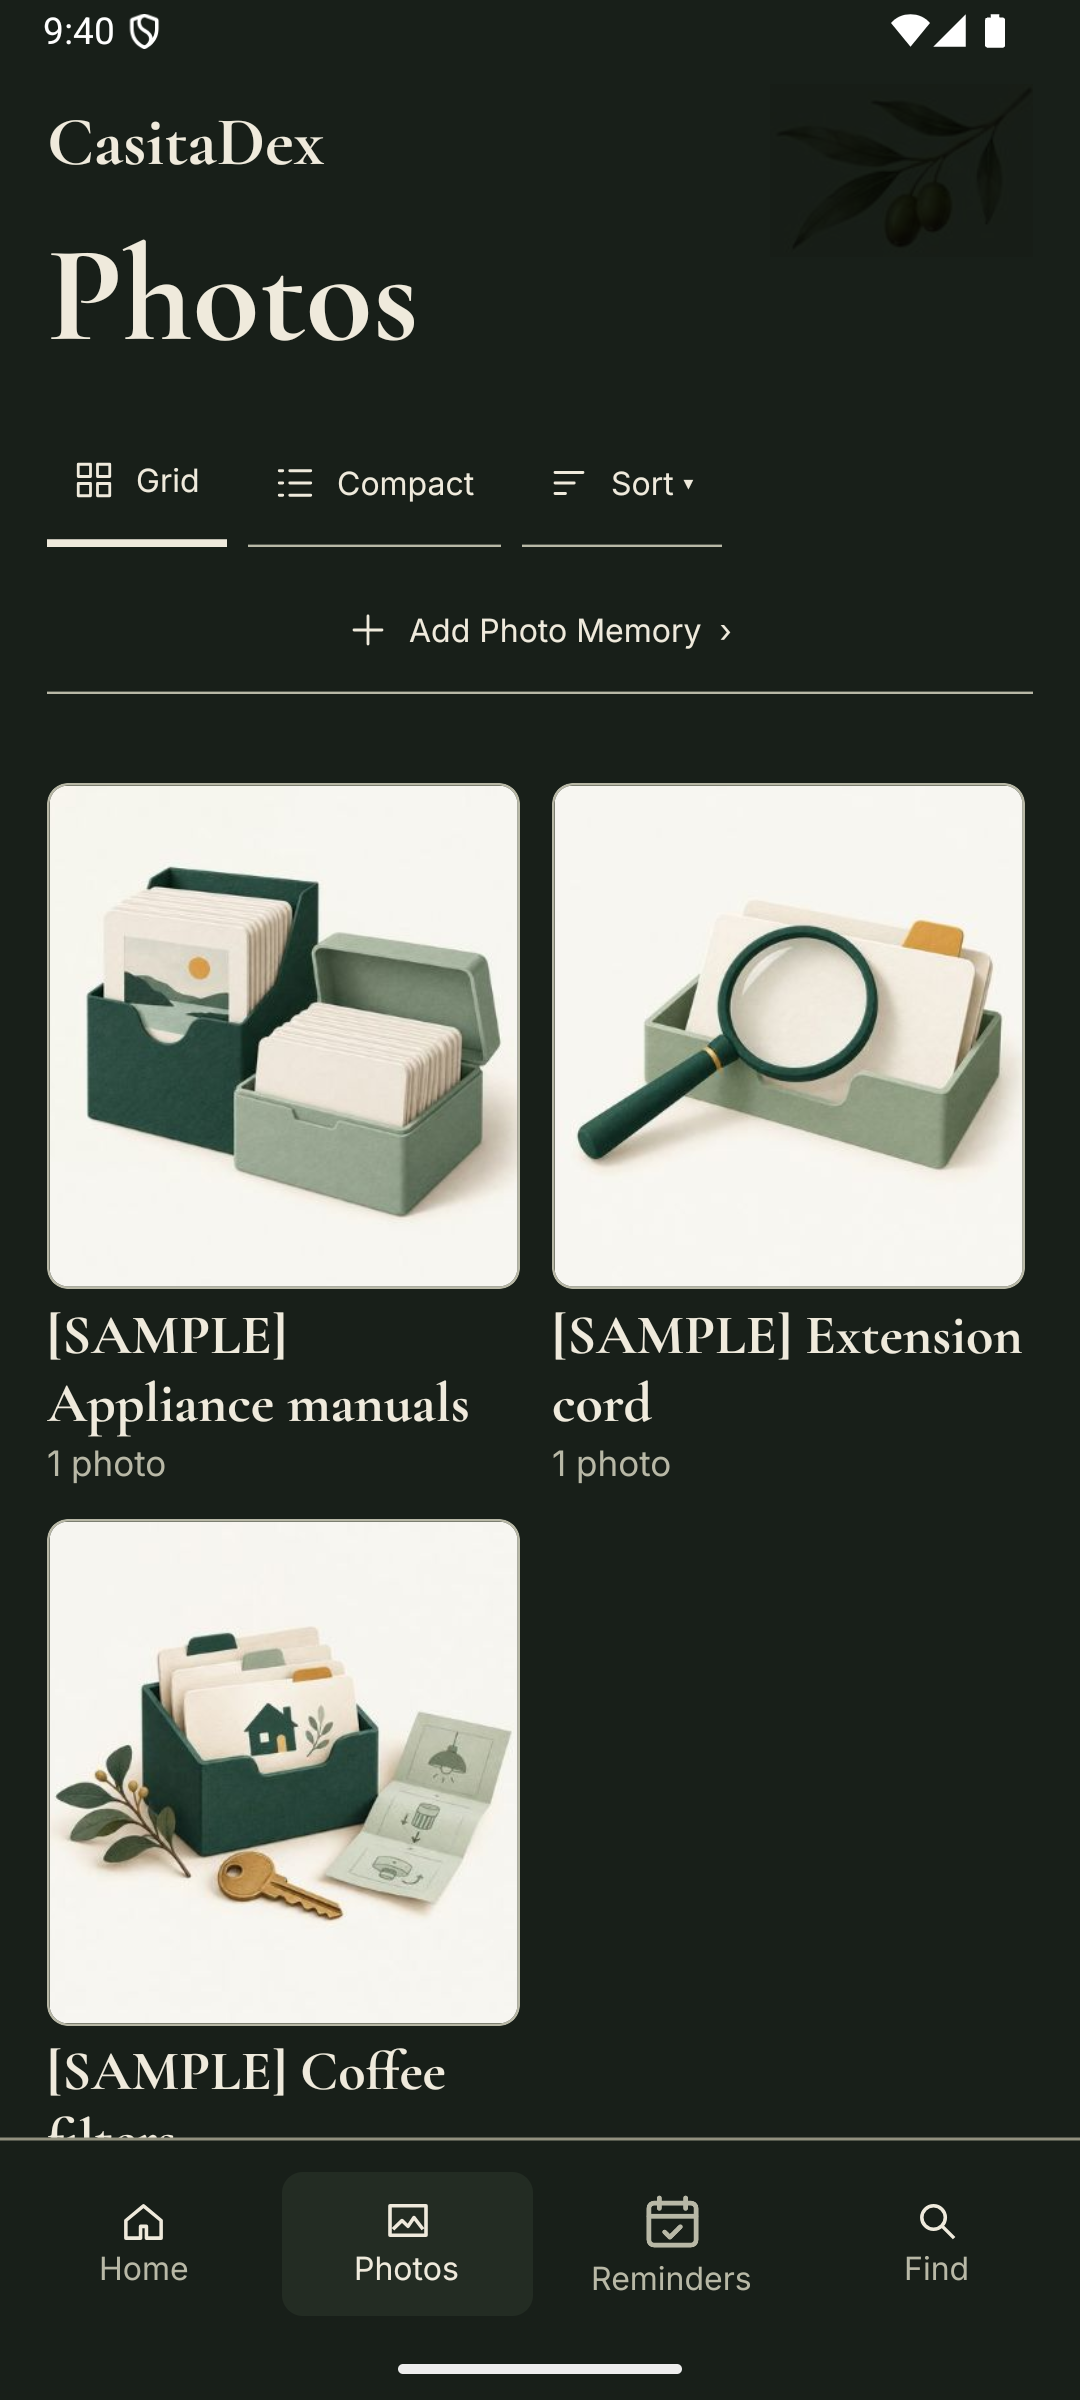 9:40
CasitaDex
Photos
Grid
Compact
Sort ▾
Add Photo Memory ›
[SAMPLE]
Appliance manuals
1 photo
[SAMPLE] Extension
cord
1 photo
[SAMPLE] Coffee
filters
Home
Photos
Reminders
Find